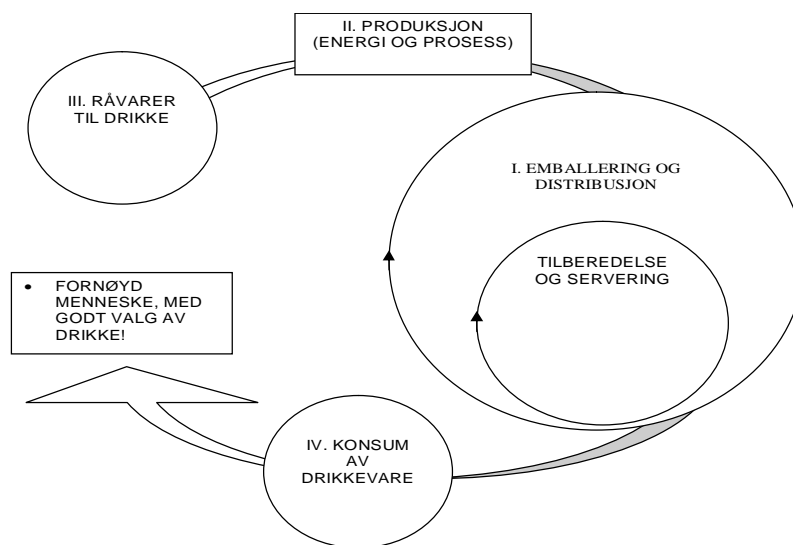 II. PRODUKSJON
(ENERGI OG PROSESS)
III. RÅVARER
TIL DRIKKE
I. EMBALLERING OG
DISTRIBUSJON
TILBEREDELSE
OG SERVERING
• FORNØYD
MENNESKE, MED
GODT VALG AV
DRIKKE!
IV. KONSUM
AV
DRIKKEVARE